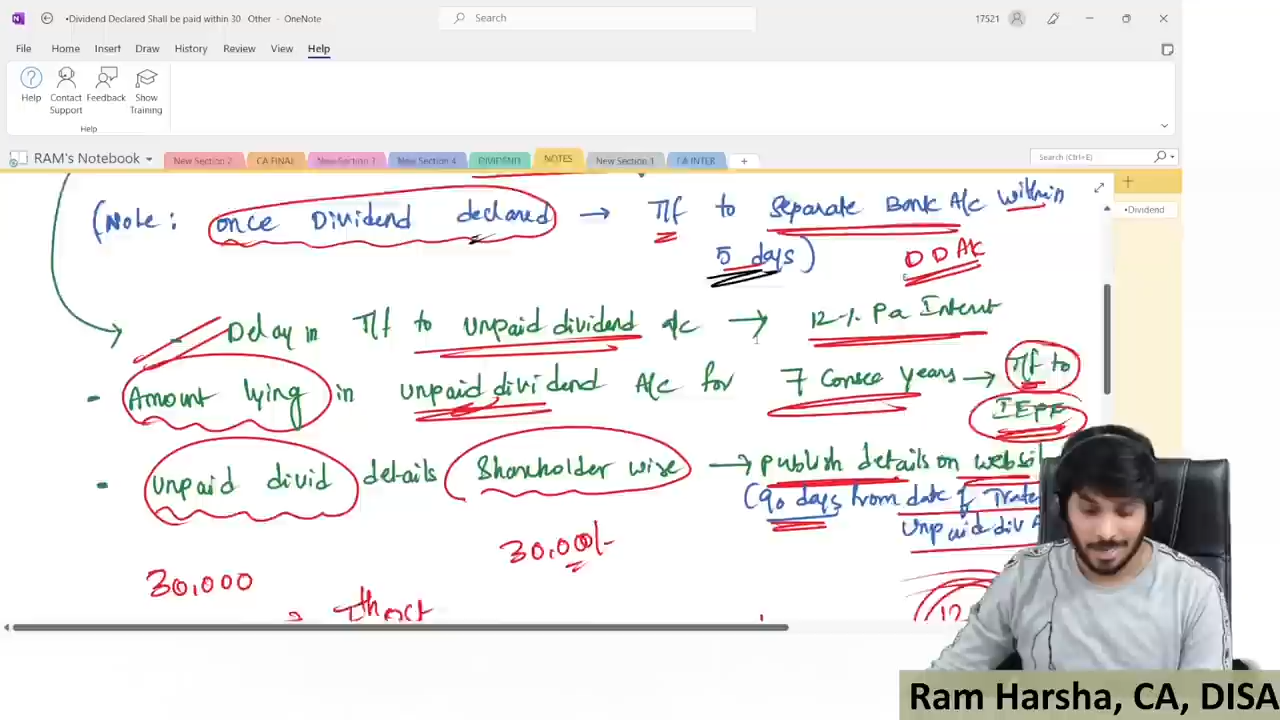 •Dividend Declared Shall be paid within 30 Other - OneNote
Search
17521
File Home Insert Draw History Review View Help
Help Contact Support Feedback Show Training
Help
RAM's Notebook
New Section 2 CA FINAL New Section 3 New Section 4 DIVIDEND NOTES New Section 1 CA INTER +
Search (Ctrl+E)
•Dividend
(Note: once Dividend declared → T/f to Separate Bank A/c within
5 days)
D D A/c
- Delay in T/f to unpaid dividend a/c → 12% Pa Interest
- Amount lying in unpaid dividend A/c for 7 Consec years → T/f to
IEPF
- unpaid divid details Shareholder wise → publish details on
(90 days from date of
unpaid div A
30,000/-
30,000
12
Ram Harsha, CA, DISA